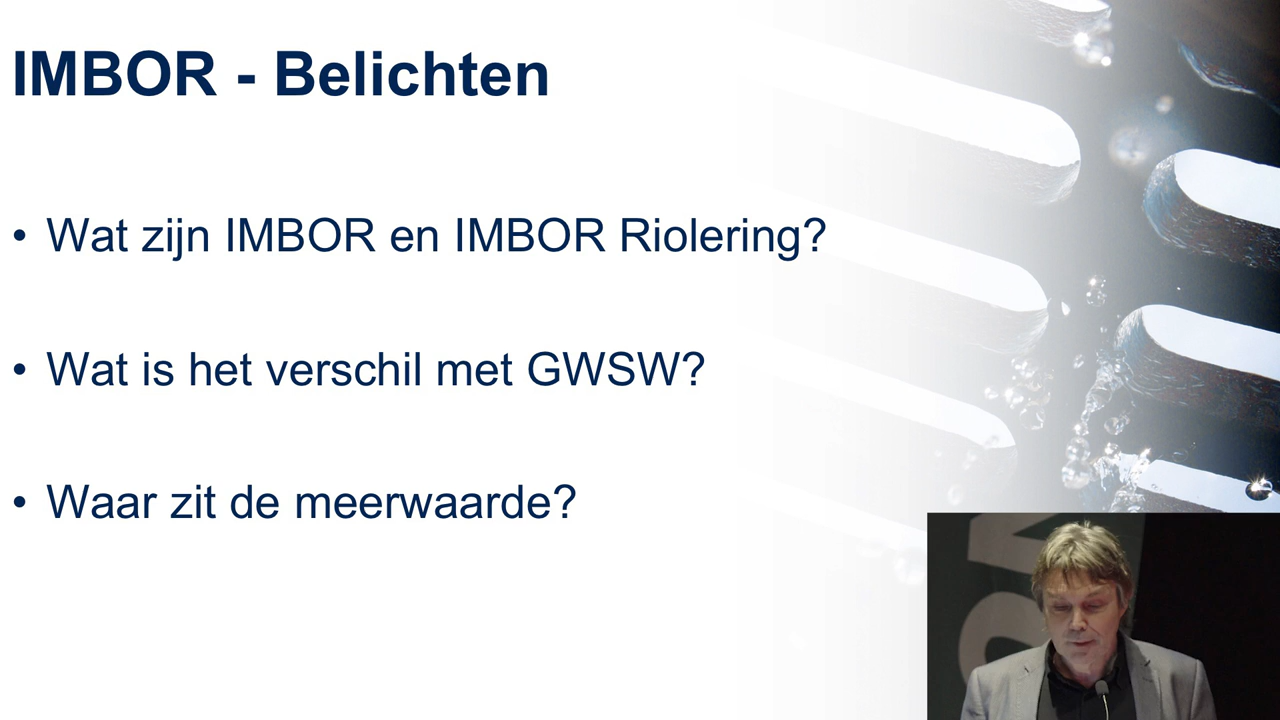 IMBOR - Belichten
• Wat zijn IMBOR en IMBOR Riolering?
• Wat is het verschil met GWSW?
• Waar zit de meerwaarde?